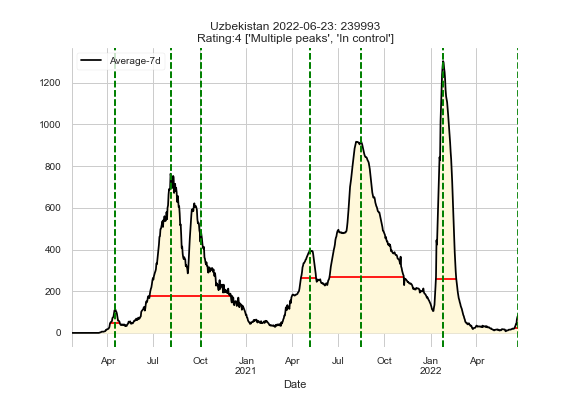 Uzbekistan 2022-06-23: 239993
Rating:4 ['Multiple peaks', 'In control']
Average-7d
1200
1000
800
600
400
200
0
Apr Jul Oct Jan Apr Jul Oct Jan Apr
2021 2022
Date